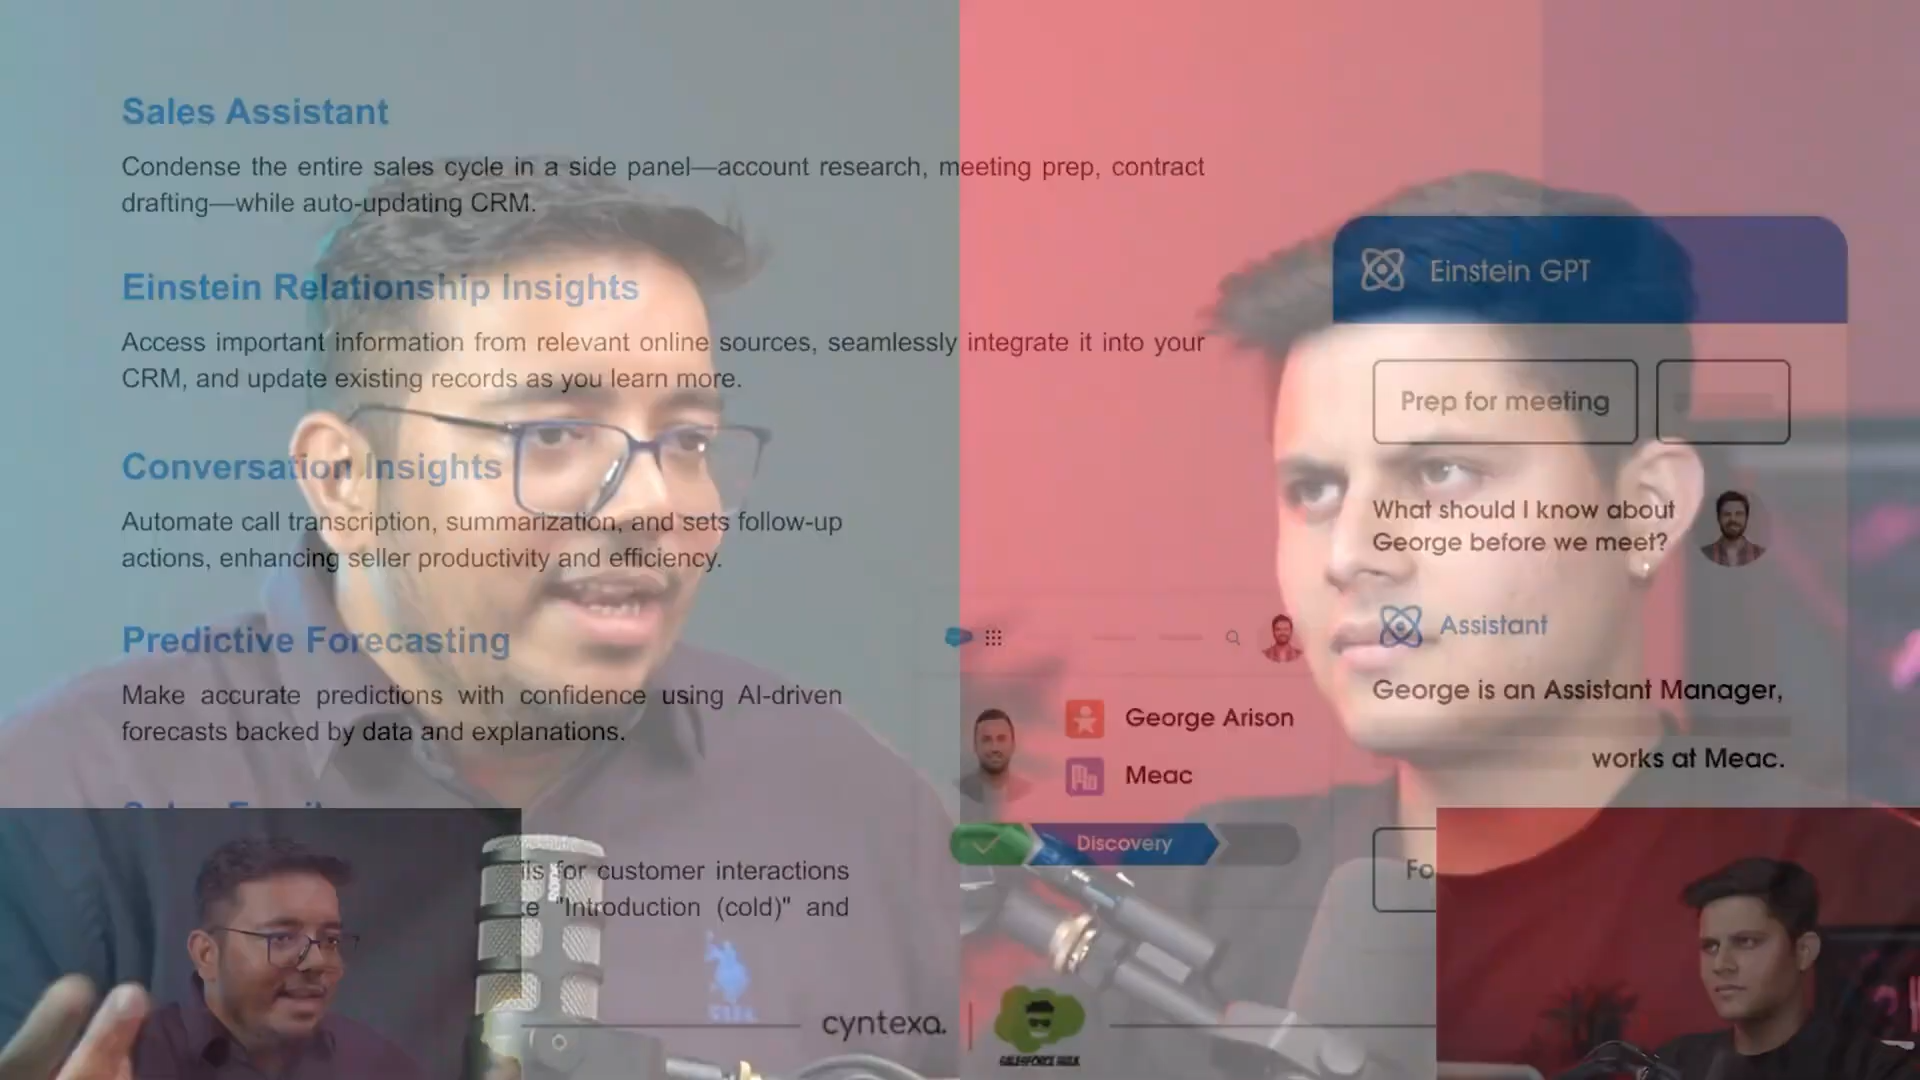 Sales Assistant
Condense the entire sales cycle in a side panel—account research, meeting prep, contract
drafting—while auto-updating CRM.
Einstein Relationship Insights
Access important information from relevant online sources, seamlessly integrate it into your
CRM, and update existing records as you learn more.
Conversation Insights
Automate call transcription, summarization, and sets follow-up
actions, enhancing seller productivity and efficiency.
Predictive Forecasting
Make accurate predictions with confidence using AI-driven
forecasts backed by data and explanations.
for customer interactions
"Introduction (cold)" and
Einstein GPT
Prep for meeting
What should I know about
George before we meet?
Assistant
George is an Assistant Manager,
works at Meac.
George Arison
Meac
Discovery
Fo
cyntexa.
SALESFORCE HULK